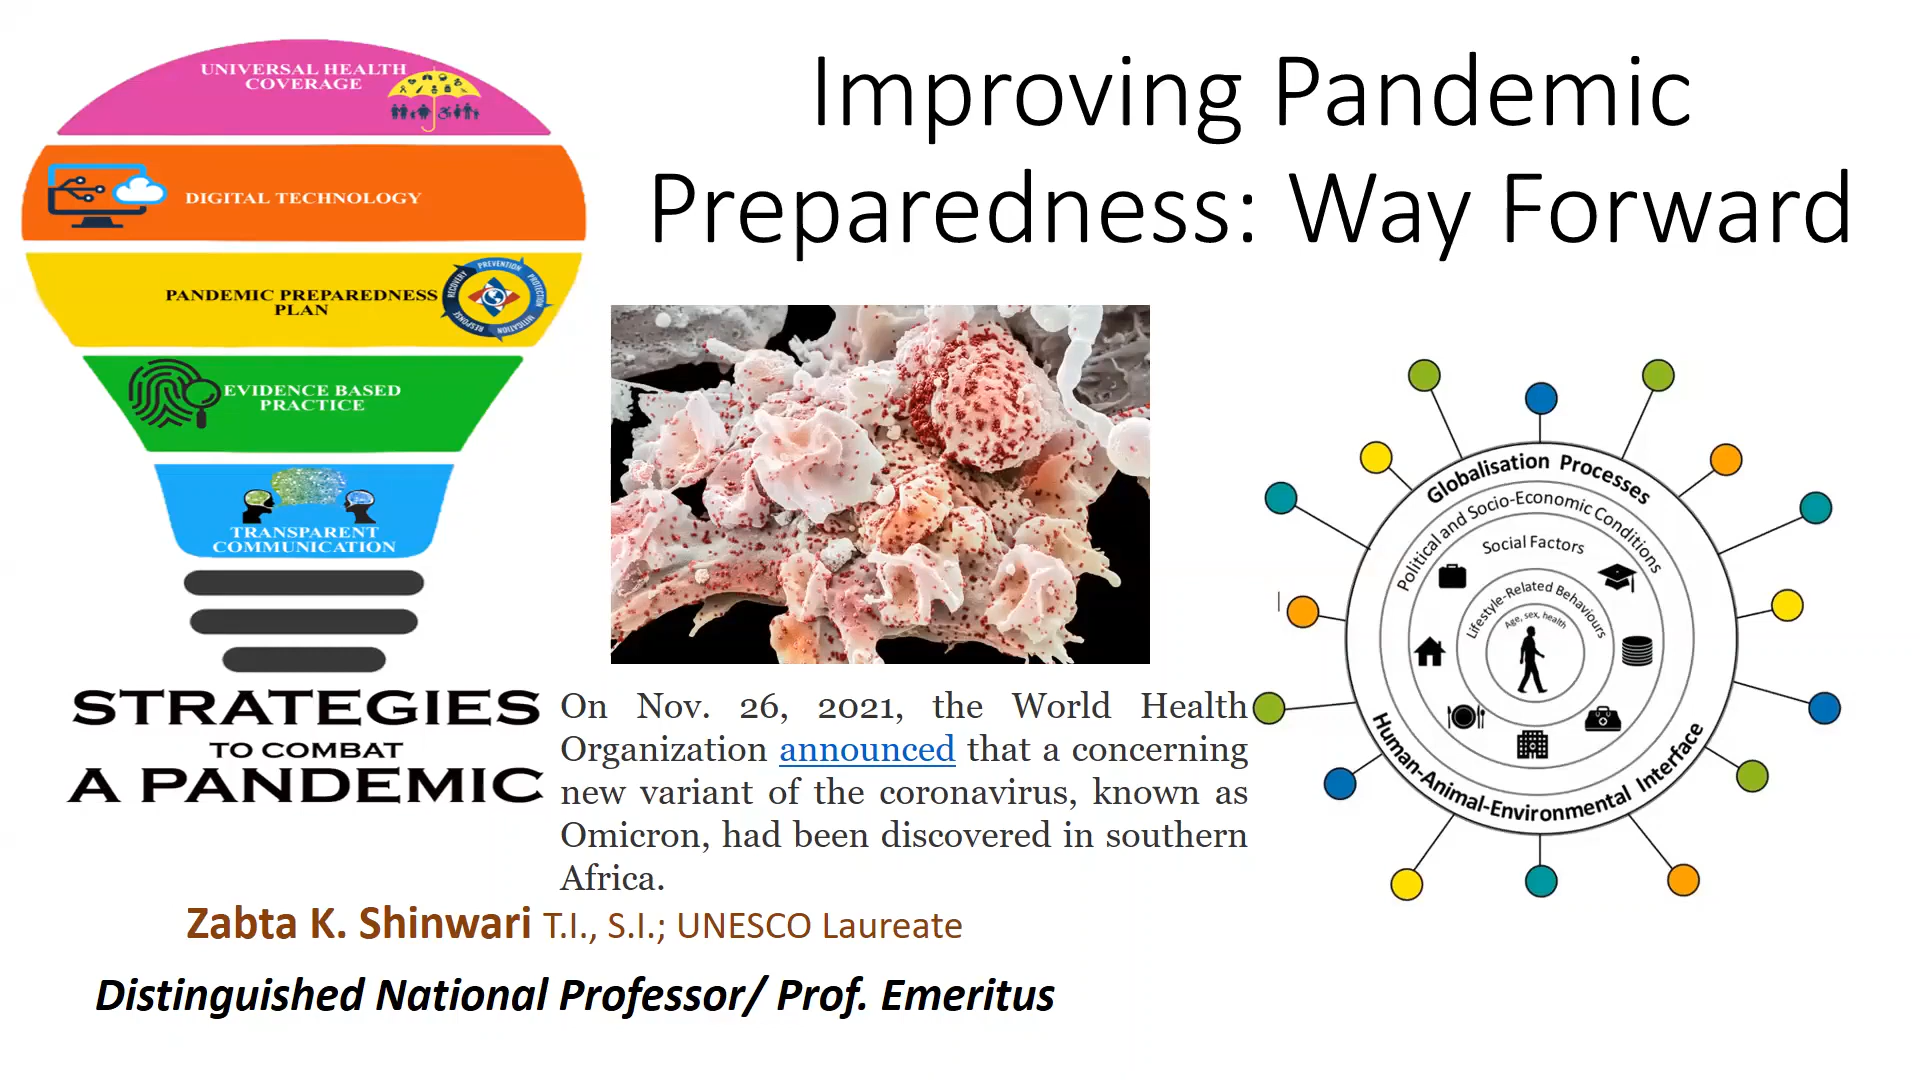 Improving Pandemic
Preparedness: Way Forward
UNIVERSAL HEALTH
COVERAGE
DIGITAL TECHNOLOGY
PANDEMIC PREPAREDNESS
PLAN
PREVENTION
PROTECTION
MITIGATION
RESPONSE
RECOVERY
EVIDENCE BASED
PRACTICE
TRANSPARENT
COMMUNICATION
STRATEGIES
TO COMBAT
A PANDEMIC
On Nov. 26, 2021, the World Health
Organization announced that a concerning
new variant of the coronavirus, known as
Omicron, had been discovered in southern
Africa.
Globalisation Processes
Political and Socio-Economic Conditions
Social Factors
Lifestyle-Related Behaviours
Age, sex, health
Human-Animal-Environmental Interface
Zabta K. Shinwari T.I., S.I.; UNESCO Laureate
Distinguished National Professor/ Prof. Emeritus